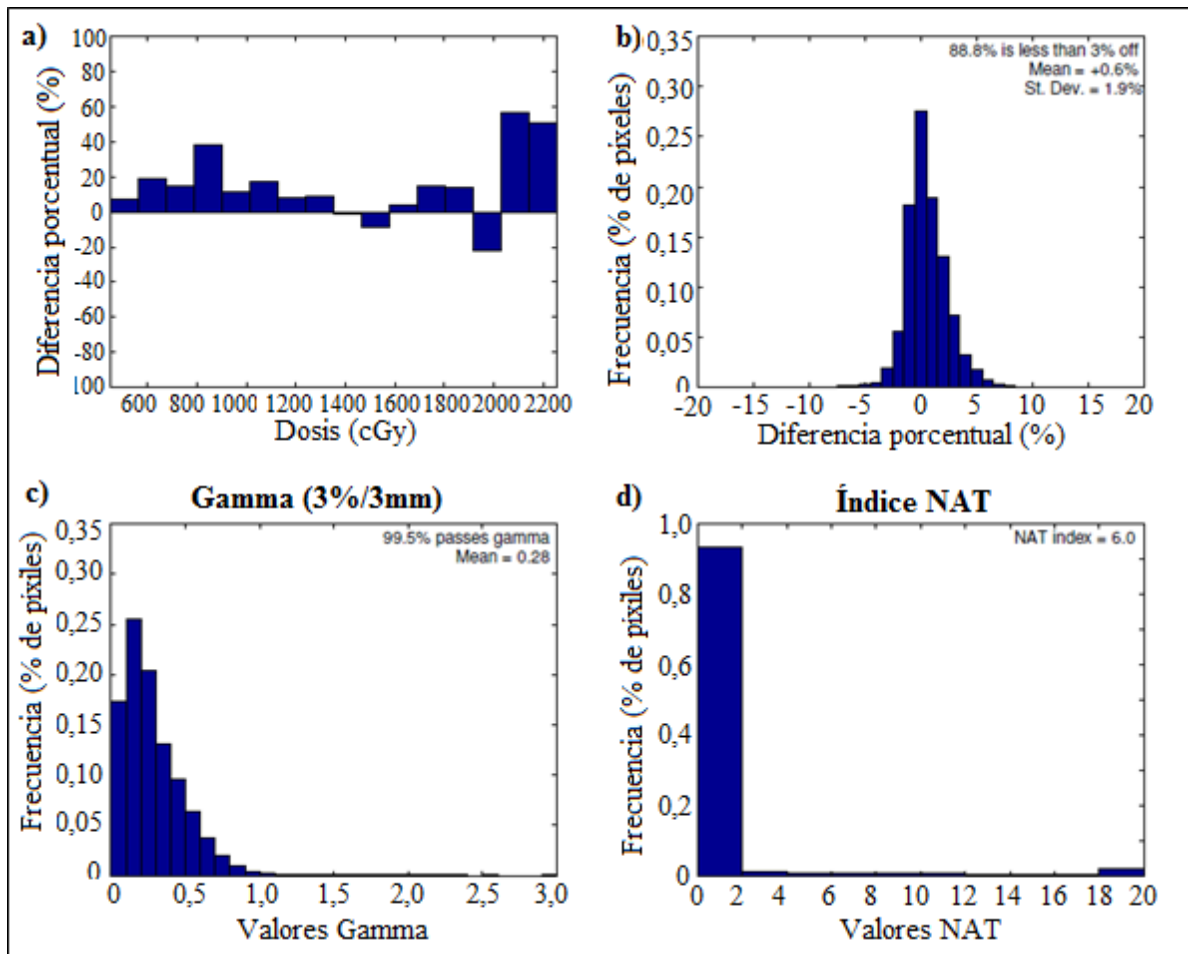 a)
Diferencia porcentual (%)
100
80
60
40
20
0
-20
-40
-60
-80
100
600 800 1000 1200 1400 1600 1800 2000 2200
Dosis (cGy)
b)
88.8% is less than 3% off
Mean = +0.6%
St. Dev. = 1.9%
Frecuencia (% de pixeles)
0,35
0,30
0,25
0,20
0,15
0,10
0,05
0
-20 -15 -10 -5 0 5 10 15 20
Diferencia porcentual (%)
c)
Gamma (3%/3mm)
99.5% passes gamma
Mean = 0.28
Frecuencia (% de pixiles)
0,35
0,30
0,25
0,20
0,15
0,10
0,05
0
0 0,5 1,0 1,5 2,0 2,5 3,0
Valores Gamma
d)
Índice NAT
NAT index = 6.0
Frecuencia (% de pixeles)
1,0
0,8
0,6
0,4
0,2
0
0 2 4 6 8 10 12 14 16 18 20
Valores NAT